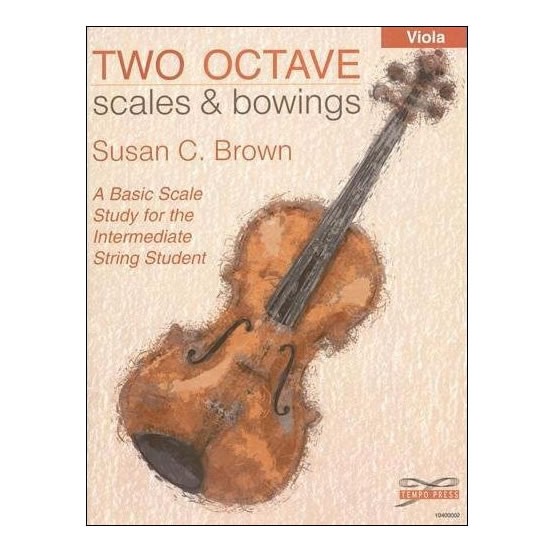 Viola
TWO OCTAVE
scales & bowings
Susan C. Brown
A Basic Scale
Study for the
Intermediate
String Student
TEMPO PRESS
10400002